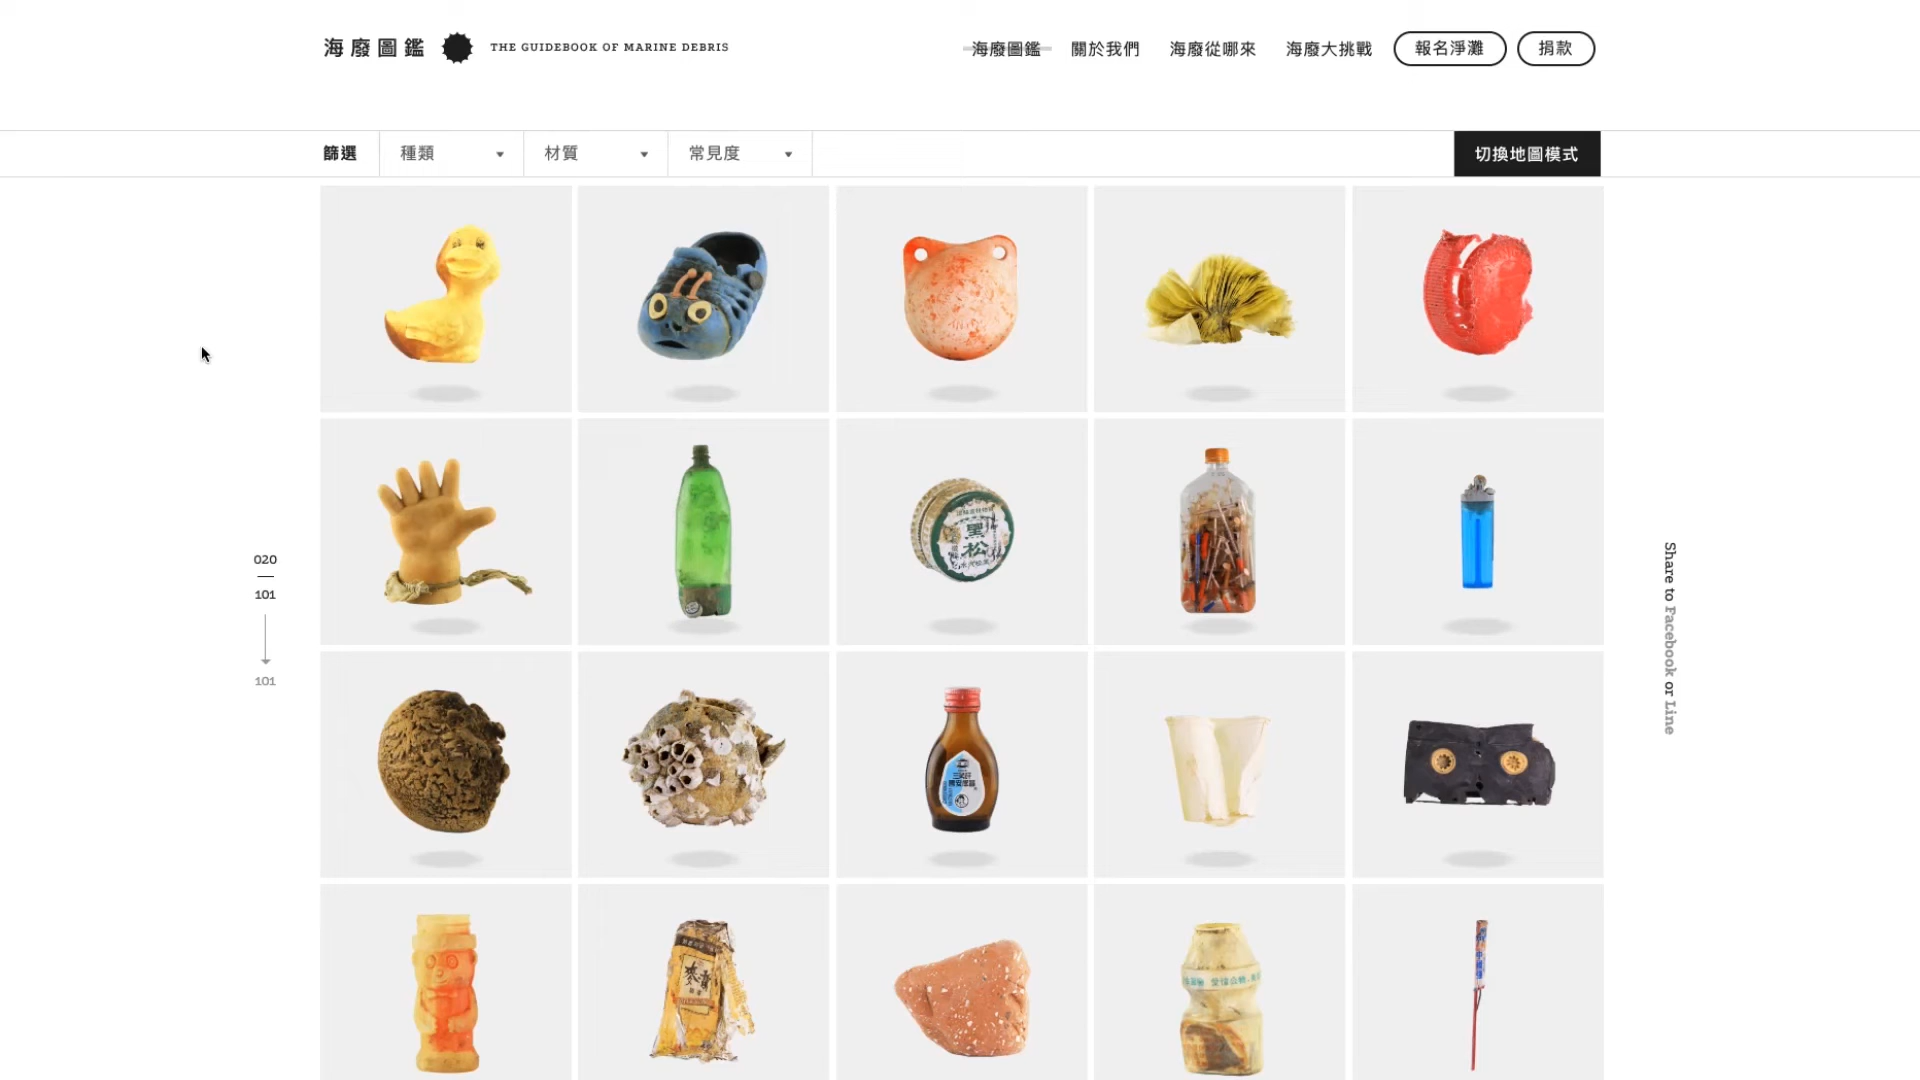 海廢圖鑑
THE GUIDEBOOK OF MARINE DEBRIS
海廢圖鑑
關於我們
海廢從哪來
海廢大挑戰
報名淨灘
捐款
篩選
種類
材質
常見度
切換地圖模式
020
101
101
Share to Facebook or Line
黑松